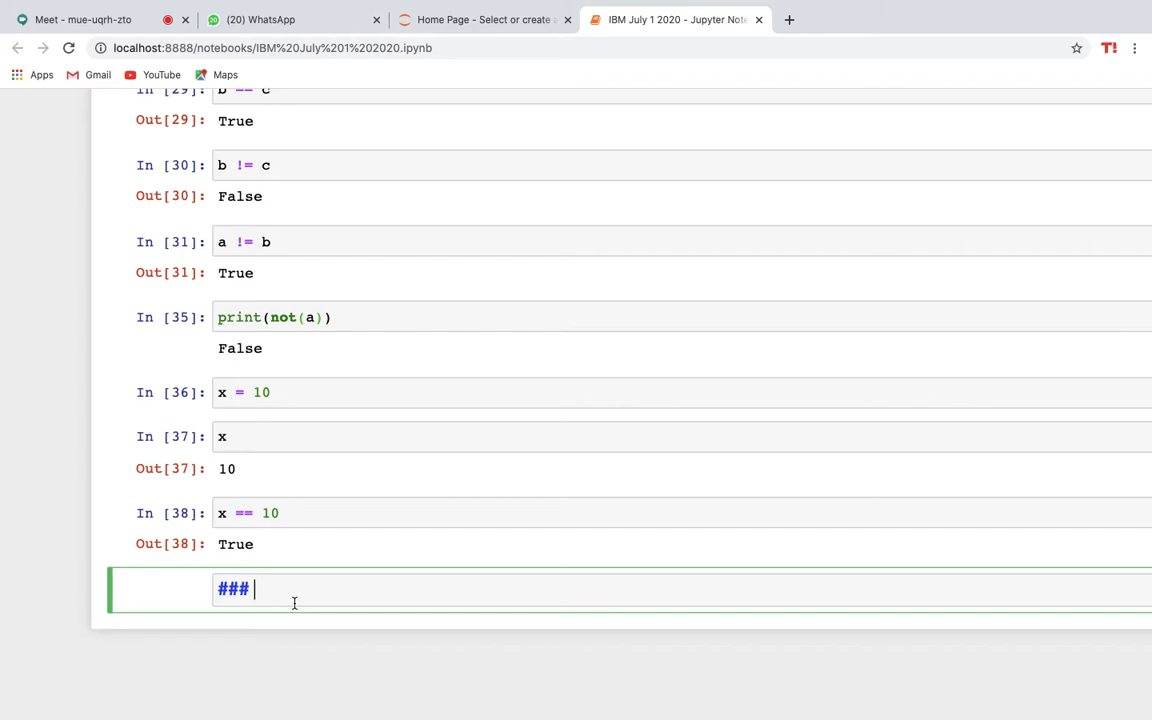 Meet - mue-uqrh-zto
(20) WhatsApp
Home Page - Select or create a
IBM July 1 2020 - Jupyter Note
localhost:8888/notebooks/IBM%20July%201%202020.ipynb
Apps Gmail YouTube Maps
In [29]: b == c
Out[29]: True
In [30]: b != c
Out[30]: False
In [31]: a != b
Out[31]: True
In [35]: print(not(a))
False
In [36]: x = 10
In [37]: x
Out[37]: 10
In [38]: x == 10
Out[38]: True
###